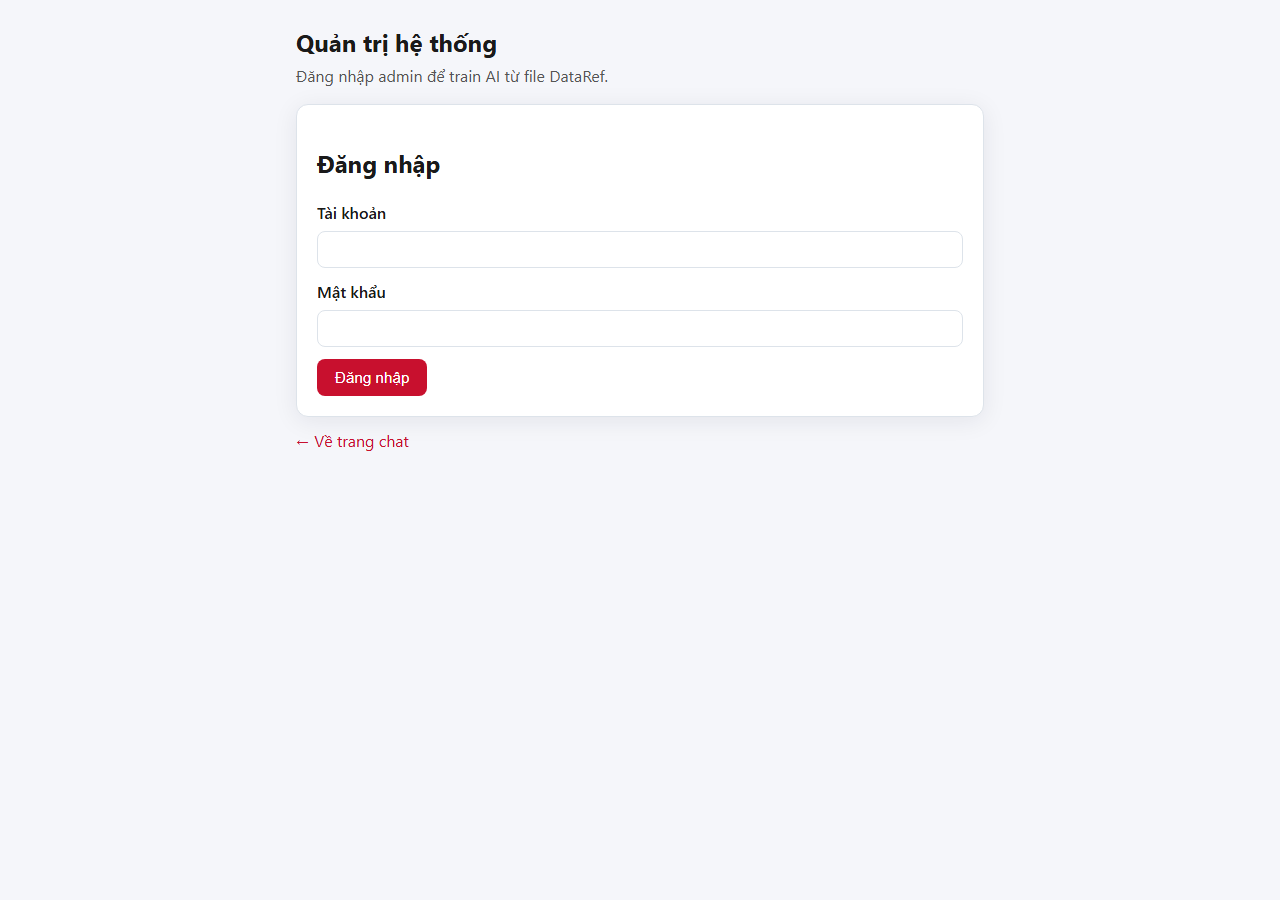 Quản trị hệ thống
Đăng nhập admin để train AI từ file DataRef.
Đăng nhập
Tài khoản
Mật khẩu
Đăng nhập
← Về trang chat